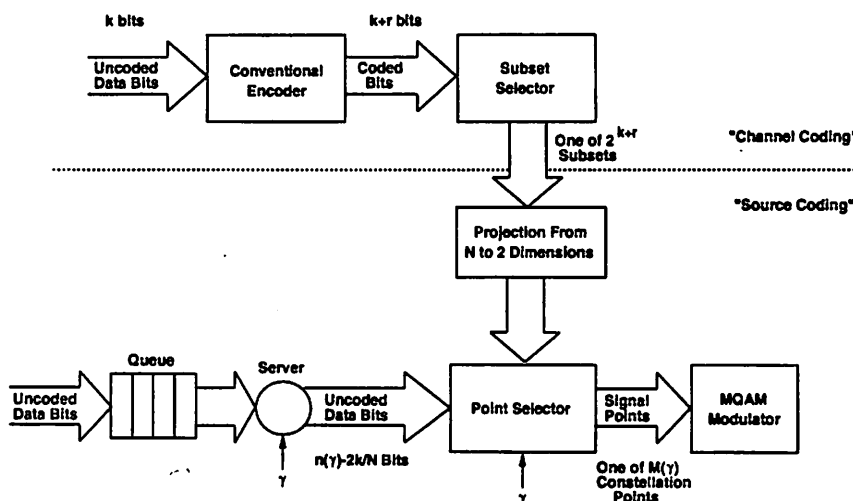 k bits
k+r bits
Uncoded
Data Bits
Conventional
Encoder
Coded
Bits
Subset
Selector
One of 2^k+r
Subsets
"Channel Coding"
"Source Coding"
Projection From
N to 2 Dimensions
Queue
Server
Uncoded
Data Bits
Uncoded
Data Bits
Point Selector
Signal
Points
MQAM
Modulator
γ
n(γ)-2k/N Bits
γ
One of M(γ)
Constellation
Points